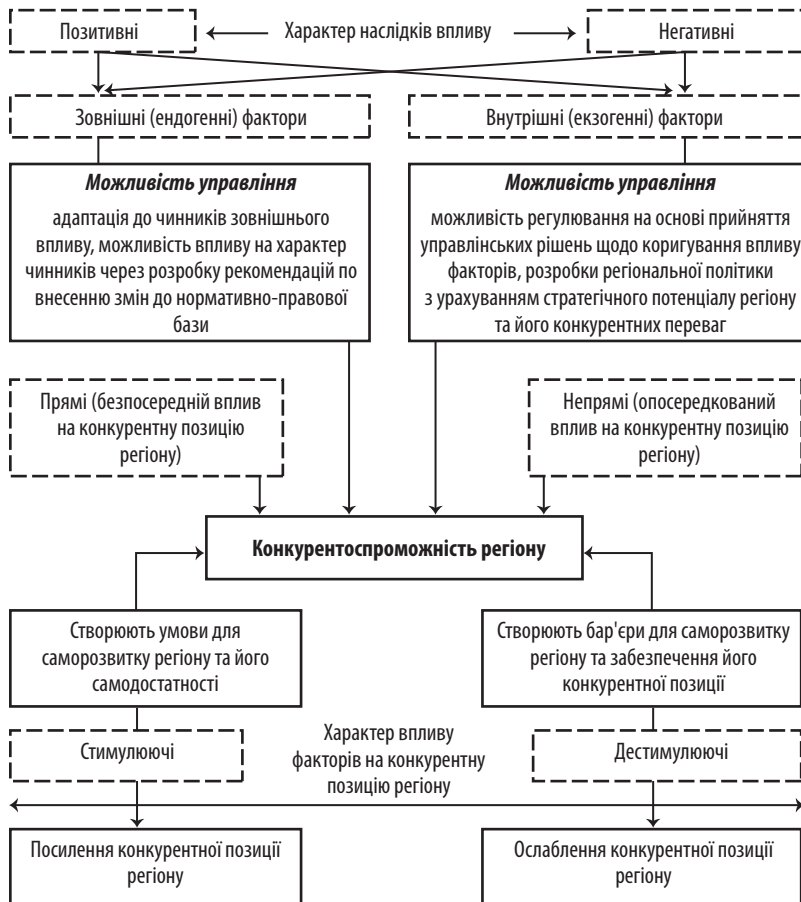 Позитивні
Характер наслідків впливу
Негативні
Зовнішні (ендогенні) фактори
Внутрішні (екзогенні) фактори
Можливість управління
адаптація до чинників зовнішнього
впливу, можливість впливу на характер
чинників через розробку рекомендацій по
внесенню змін до нормативно-правової
бази
Можливість управління
можливість регулювання на основі прийняття
управлінських рішень щодо коригування впливу
факторів, розробки регіональної політики
з урахуванням стратегічного потенціалу регіону
та його конкурентних переваг
Прямі (безпосередній вплив
на конкурентну позицію
регіону)
Непрямі (опосередкований
вплив на конкурентну позицію
регіону)
Конкурентоспроможність регіону
Створюють умови для
саморозвитку регіону та його
самодостатності
Створюють бар'єри для саморозвитку
регіону та забезпечення його
конкурентної позиції
Стимулюючі
Характер впливу
факторів на конкурентну
позицію регіону
Дестимулюючі
Посилення конкурентної позиції
регіону
Ослаблення конкурентної позиції
регіону